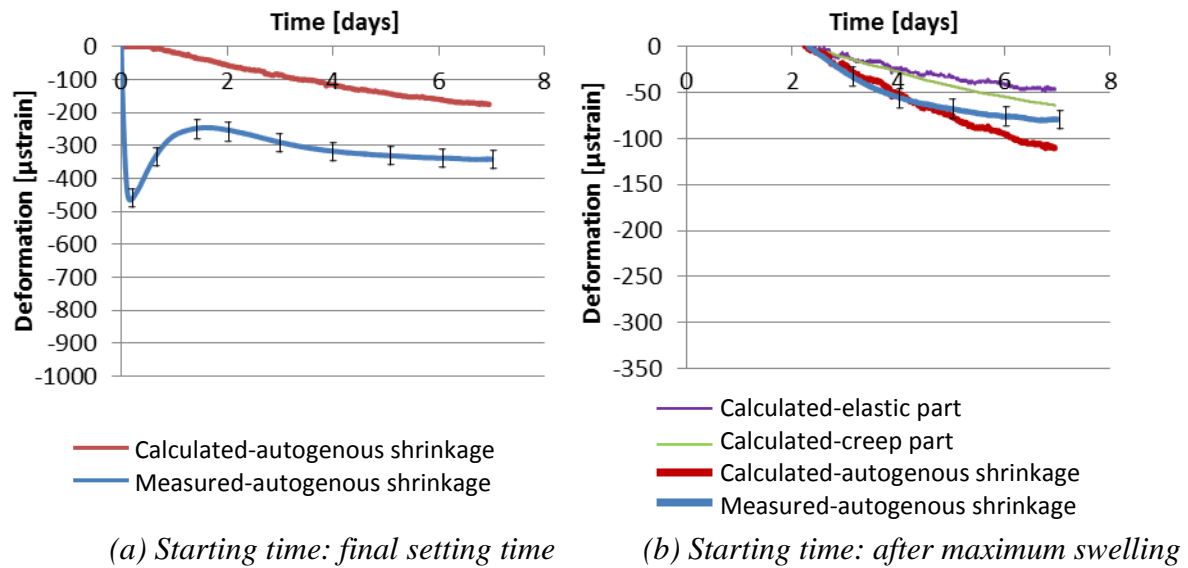 Time [days]
0
-100
-200
-300
-400
-500
-600
-700
-800
-900
-1000
0
2
4
6
8
Deformation [µstrain]
Calculated-autogenous shrinkage
Measured-autogenous shrinkage
(a) Starting time: final setting time
Time [days]
0
-50
-100
-150
-200
-250
-300
-350
0
2
4
6
8
Deformation [µstrain]
Calculated-elastic part
Calculated-creep part
Calculated-autogenous shrinkage
Measured-autogenous shrinkage
(b) Starting time: after maximum swelling